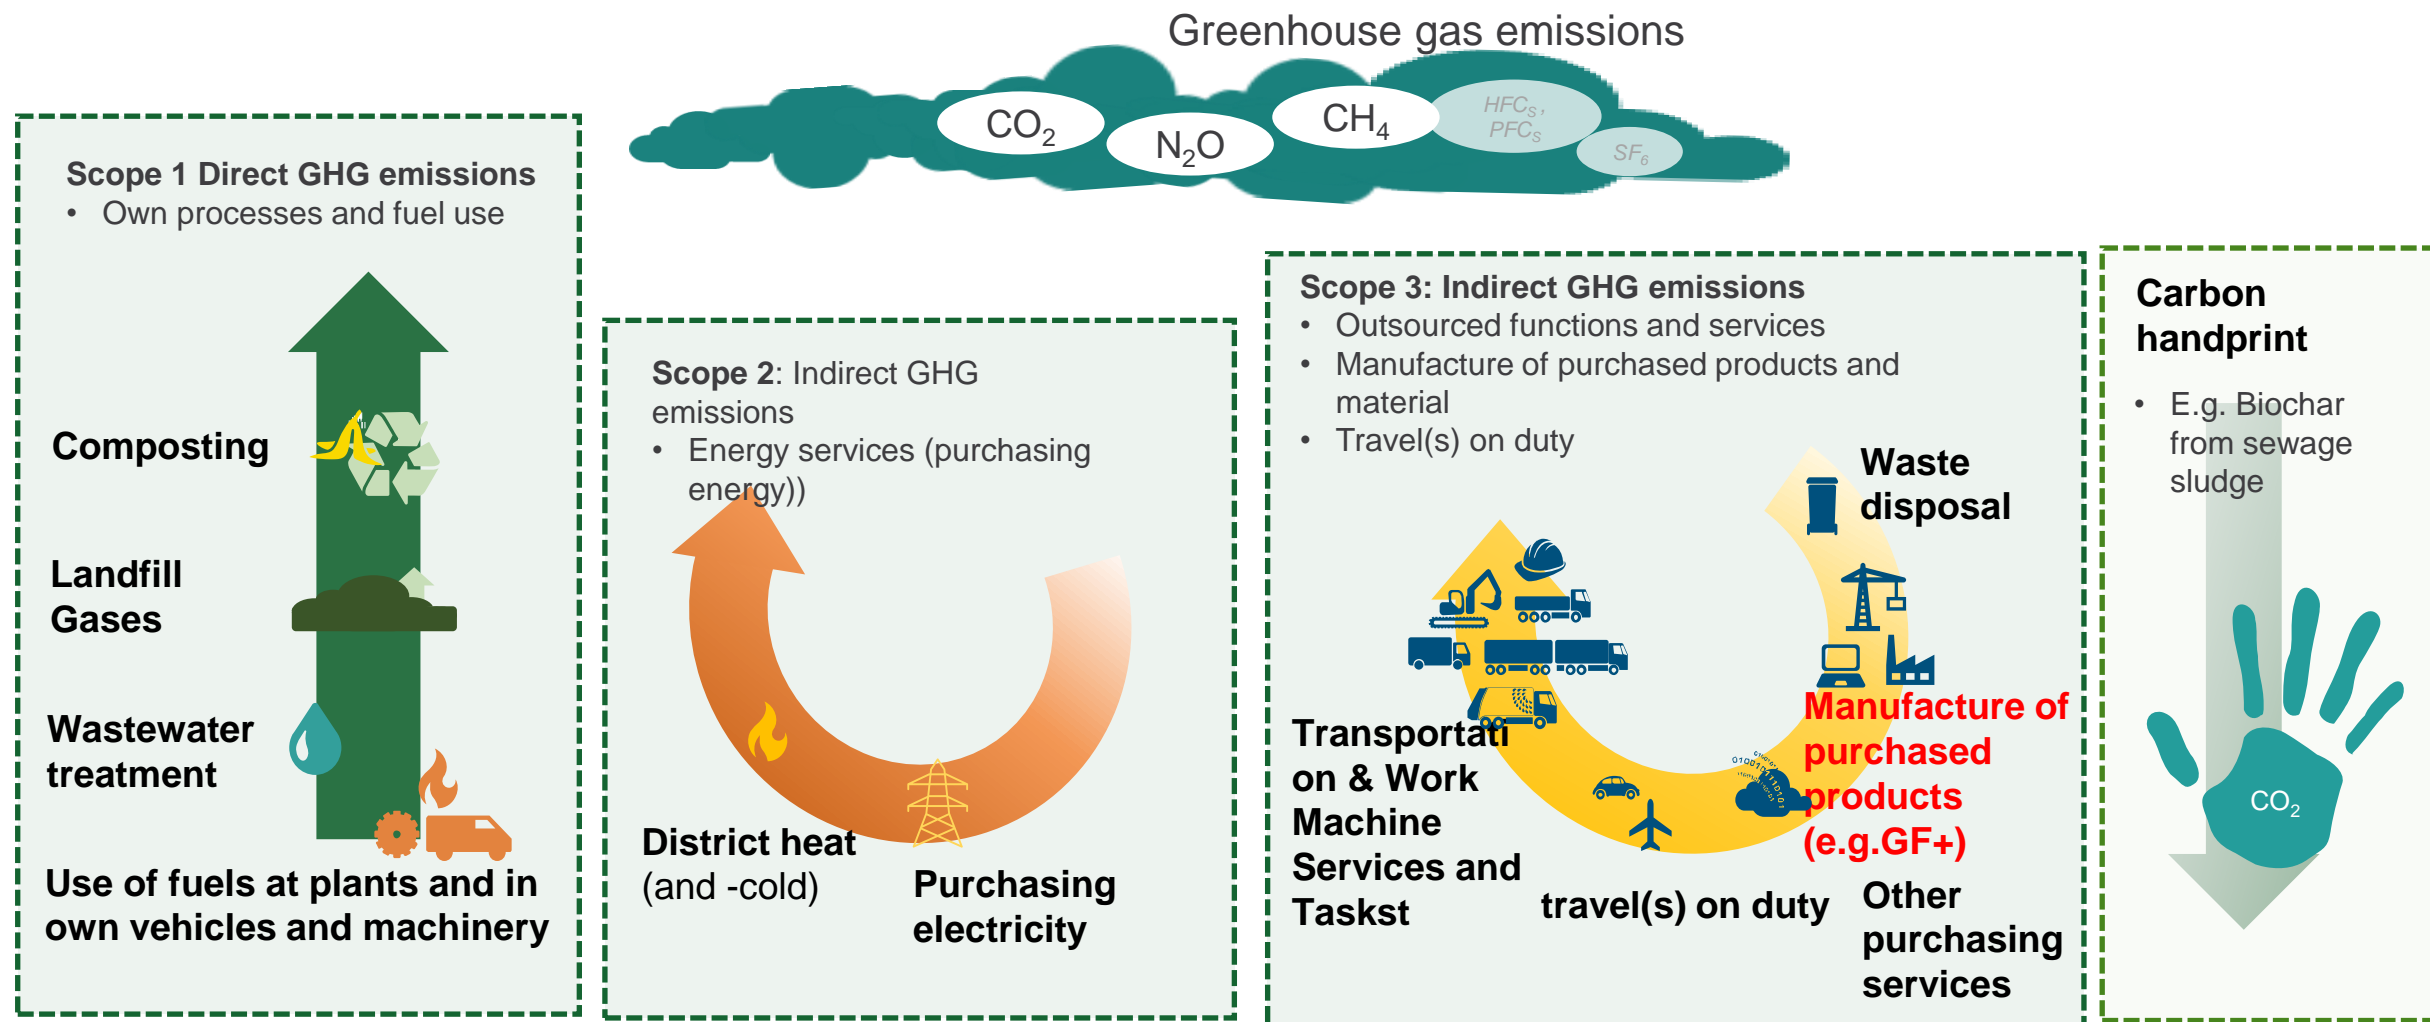 Greenhouse gas emissions
CO2
N2O
CH4
HFCS,
PFCS
SF6
Scope 1 Direct GHG emissions
• Own processes and fuel use
Composting
Landfill
Gases
Wastewater
treatment
Use of fuels at plants and in
own vehicles and machinery
Scope 2: Indirect GHG
emissions
• Energy services (purchasing
energy))
District heat
(and -cold)
Purchasing
electricity
Scope 3: Indirect GHG emissions
• Outsourced functions and services
• Manufacture of purchased products and
material
• Travel(s) on duty
Waste
disposal
Manufacture of
purchased
products
(e.g.GF+)
Transportati
on & Work
Machine
Services and
Taskst
travel(s) on duty
Other
purchasing
services
Carbon
handprint
• E.g. Biochar
from sewage
sludge
CO2